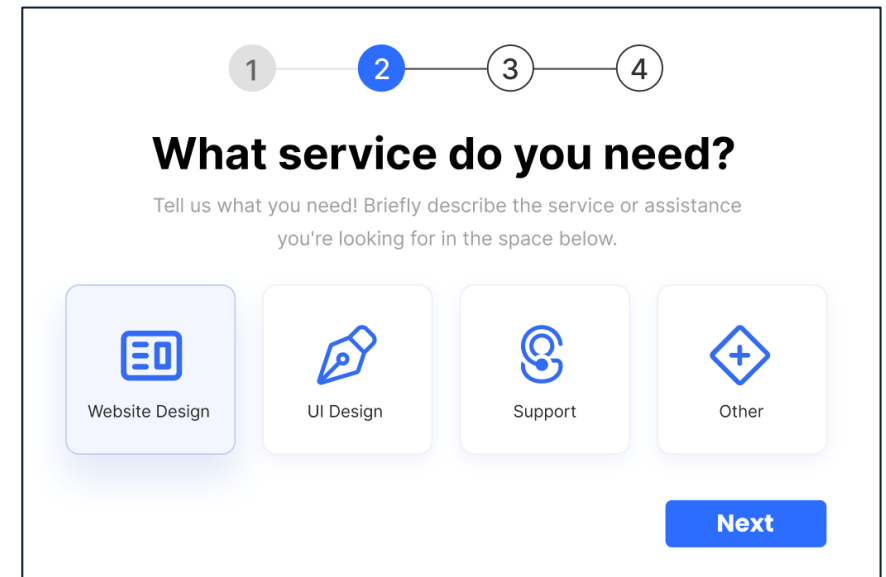 1 2 3 4
What service do you need?
Tell us what you need! Briefly describe the service or assistance
you're looking for in the space below.
Website Design UI Design Support Other
Next